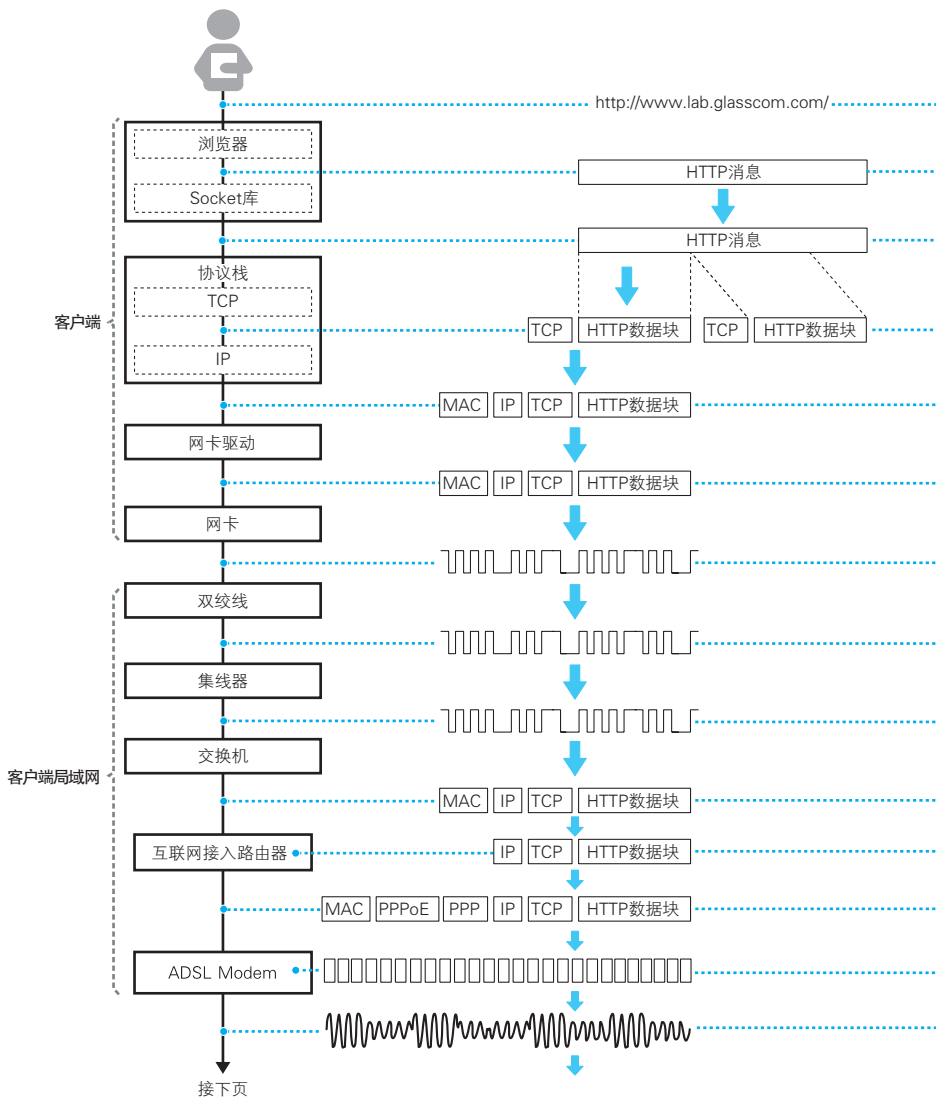 http://www.lab.glasscom.com/
浏览器
HTTP消息
Socket库
HTTP消息
协议栈
TCP
客户端
TCP HTTP数据块 TCP HTTP数据块
IP
MAC IP TCP HTTP数据块
网卡驱动
MAC IP TCP HTTP数据块
网卡
双绞线
集线器
交换机
客户端局域网
MAC IP TCP HTTP数据块
互联网接入路由器 IP TCP HTTP数据块
MAC PPPoE PPP IP TCP HTTP数据块
ADSL Modem
接下页